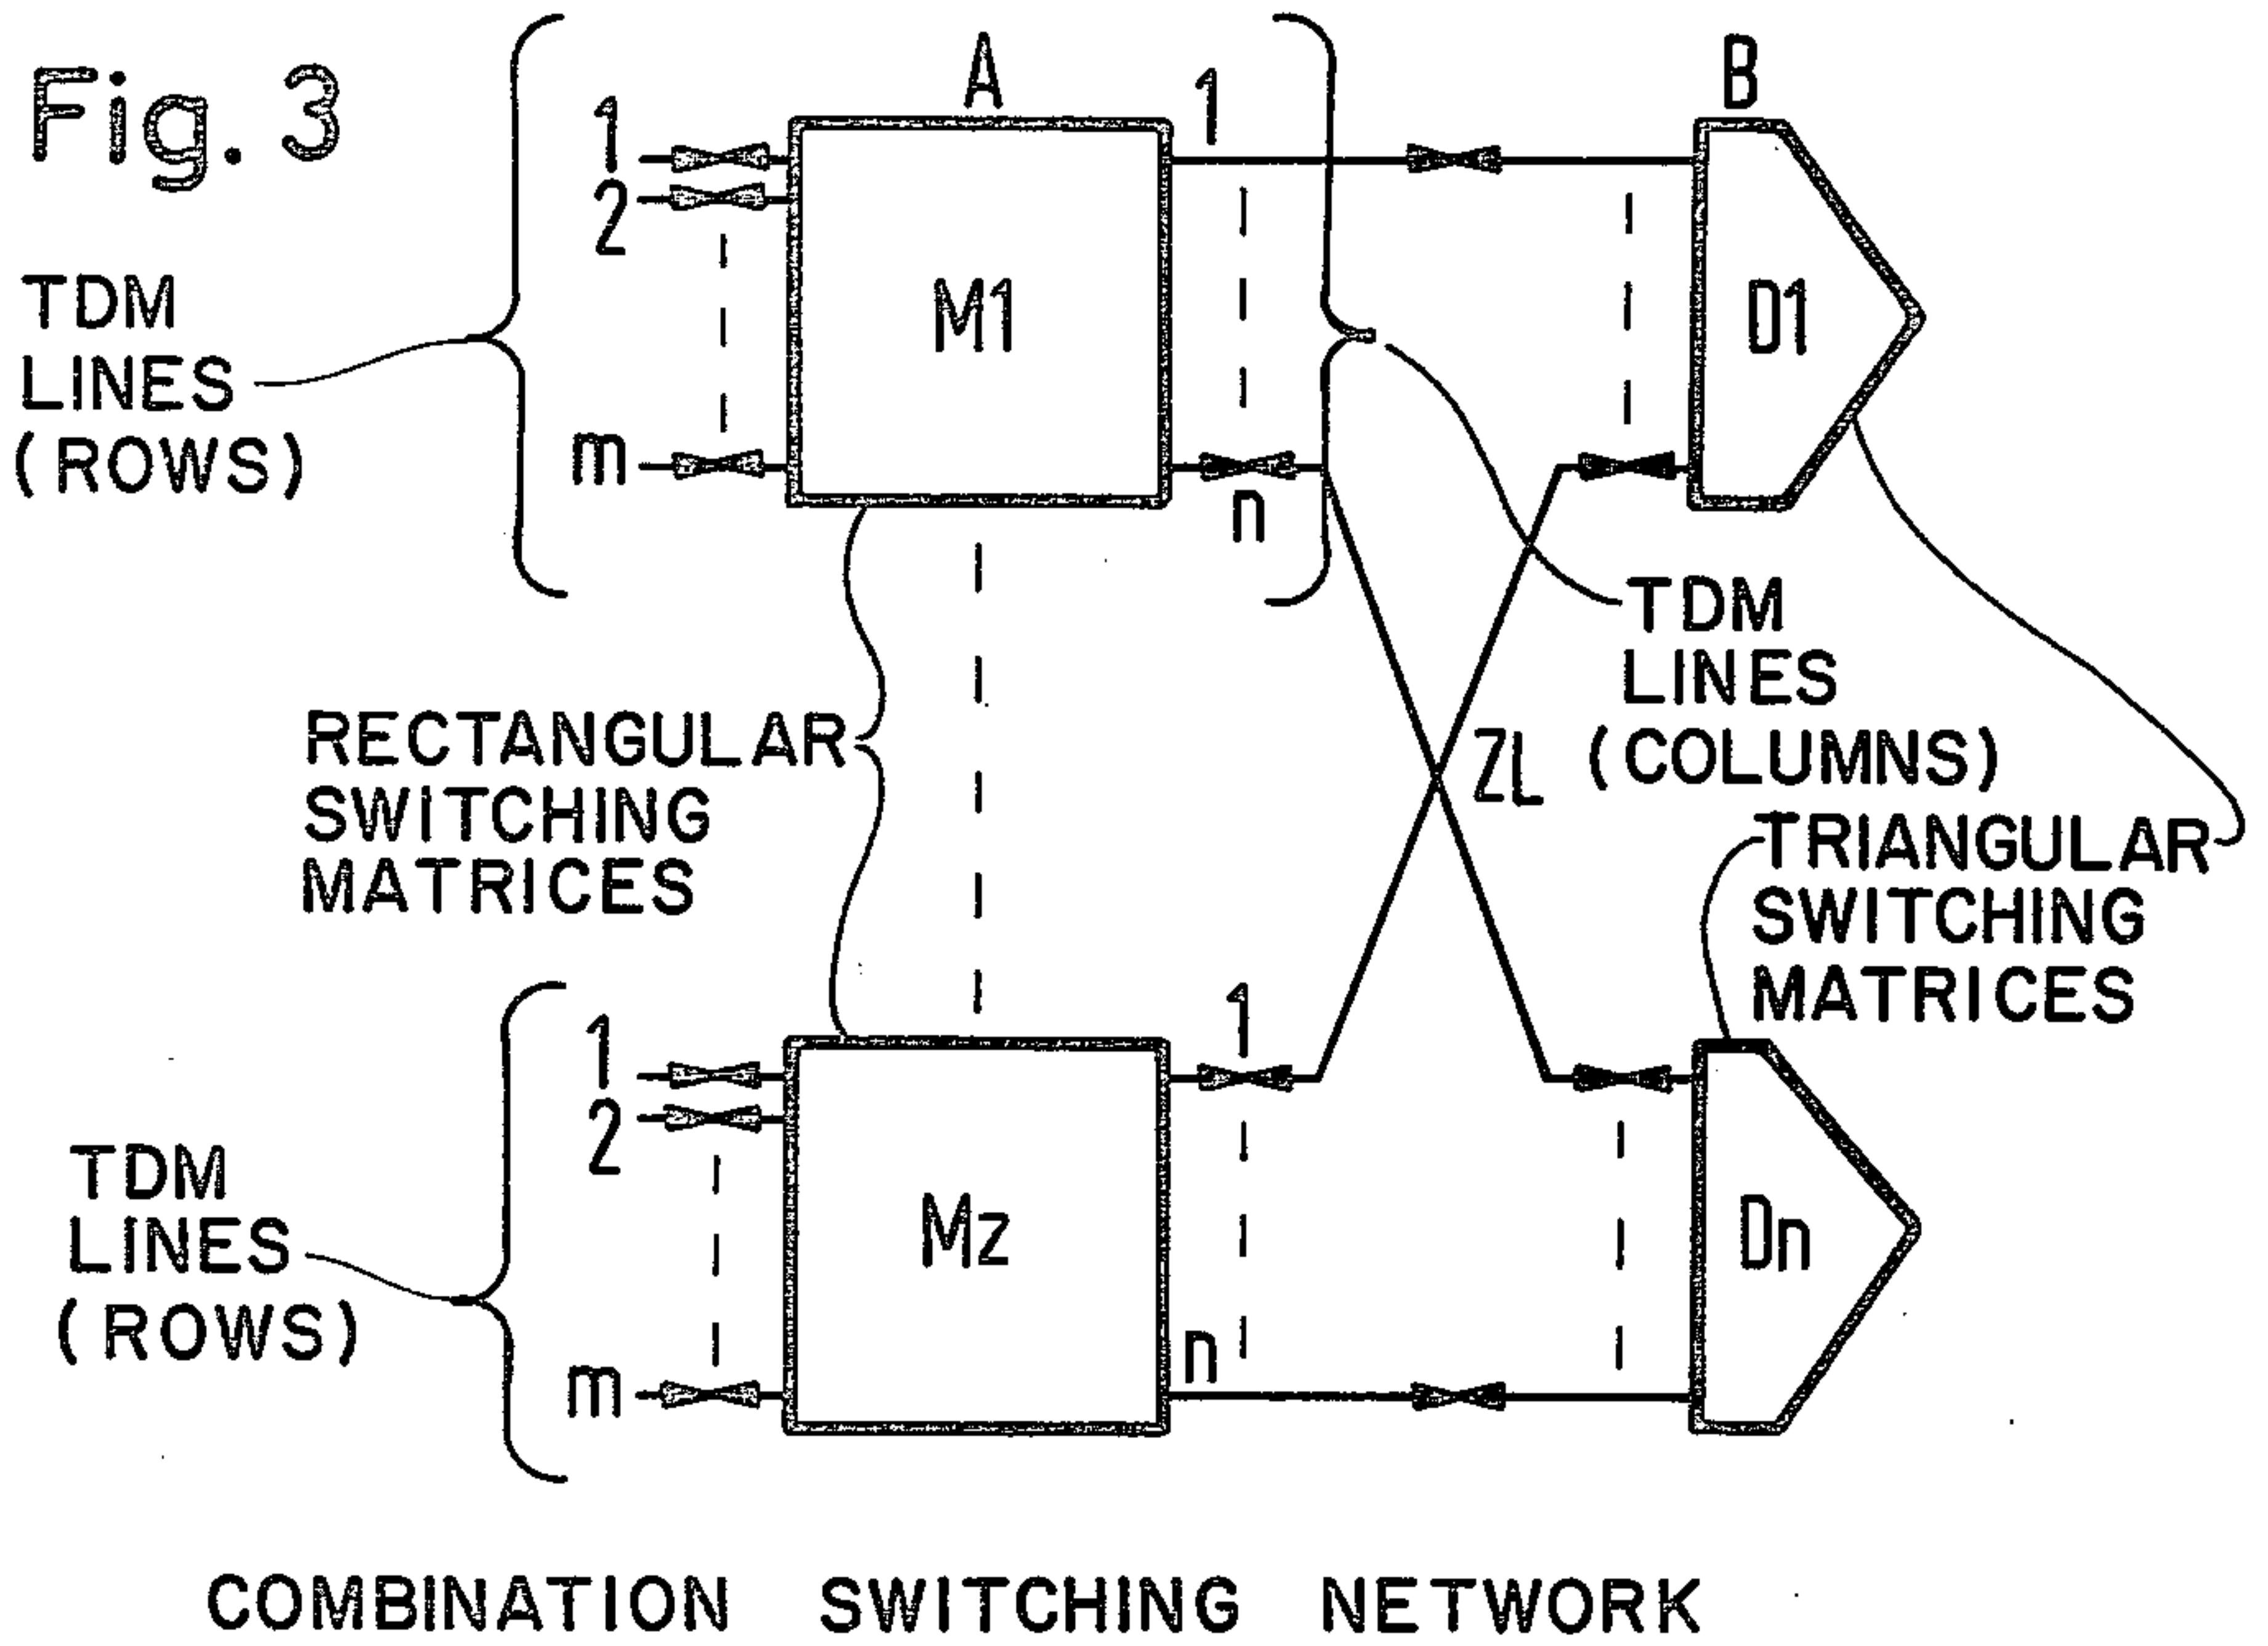 Fig. 3
A
B
1
2
m
1
n
M1
D1
TDM
LINES
(ROWS)
TDM
LINES
(COLUMNS)
ZL
RECTANGULAR
SWITCHING
MATRICES
TRIANGULAR
SWITCHING
MATRICES
1
2
m
1
n
Mz
Dn
TDM
LINES
(ROWS)
COMBINATION SWITCHING NETWORK